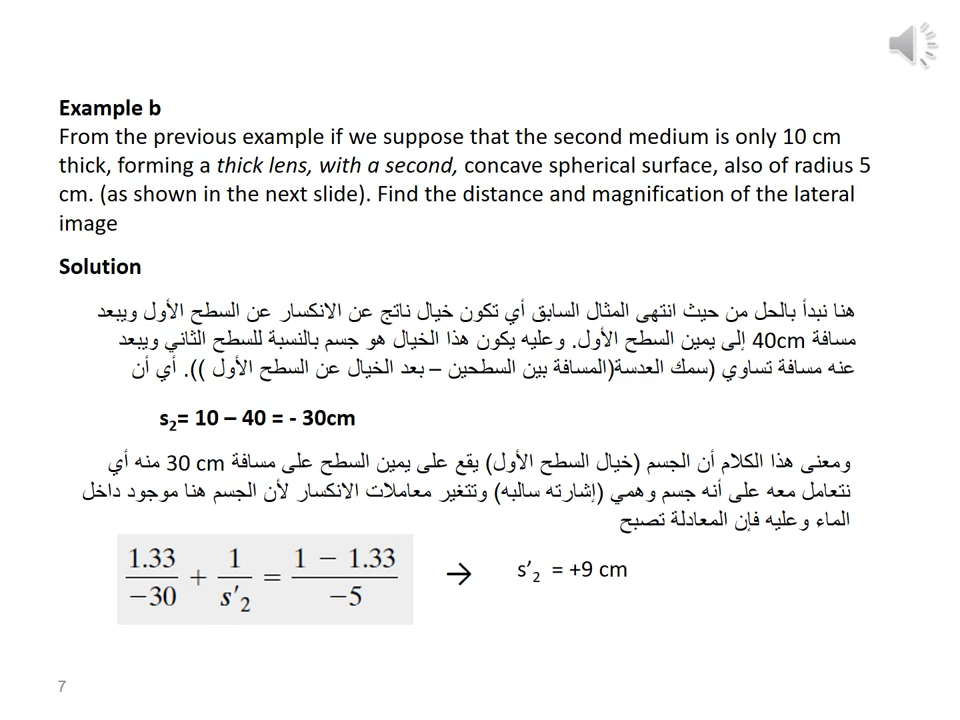 Example b
From the previous example if we suppose that the second medium is only 10 cm
thick, forming a thick lens, with a second, concave spherical surface, also of radius 5
cm. (as shown in the next slide). Find the distance and magnification of the lateral
image
Solution
هنا نبدأ بالحل من حيث انتهى المثال السابق أي تكون خيال ناتج عن الانكسار عن السطح الأول ويبعد
مسافة 40cm إلى يمين السطح الأول. وعليه يكون هذا الخيال هو جسم بالنسبة للسطح الثاني ويبعد
عنه مسافة تساوي (سمك العدسة(المسافة بين السطحين – بعد الخيال عن السطح الأول )). أي أن
s₂= 10 – 40 = - 30cm
ومعنى هذا الكلام أن الجسم (خيال السطح الأول) يقع على يمين السطح على مسافة 30 cm منه أي
نتعامل معه على أنه جسم وهمي (إشارته سالبه) وتتغير معاملات الانكسار لأن الجسم هنا موجود داخل
الماء وعليه فإن المعادلة تصبح
1.33/−30 + 1/s′₂ = 1 − 1.33/−5 → s′₂ = +9 cm
7